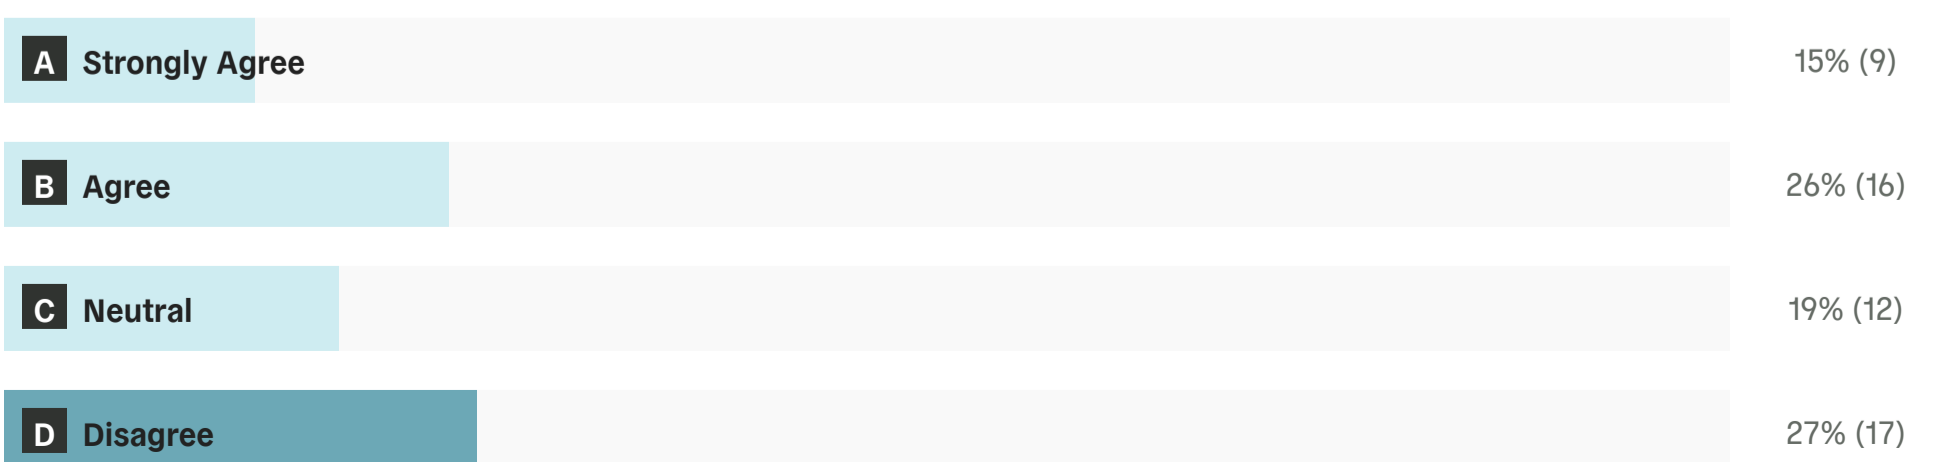 A Strongly Agree 15% (9)
B Agree 26% (16)
C Neutral 19% (12)
D Disagree 27% (17)